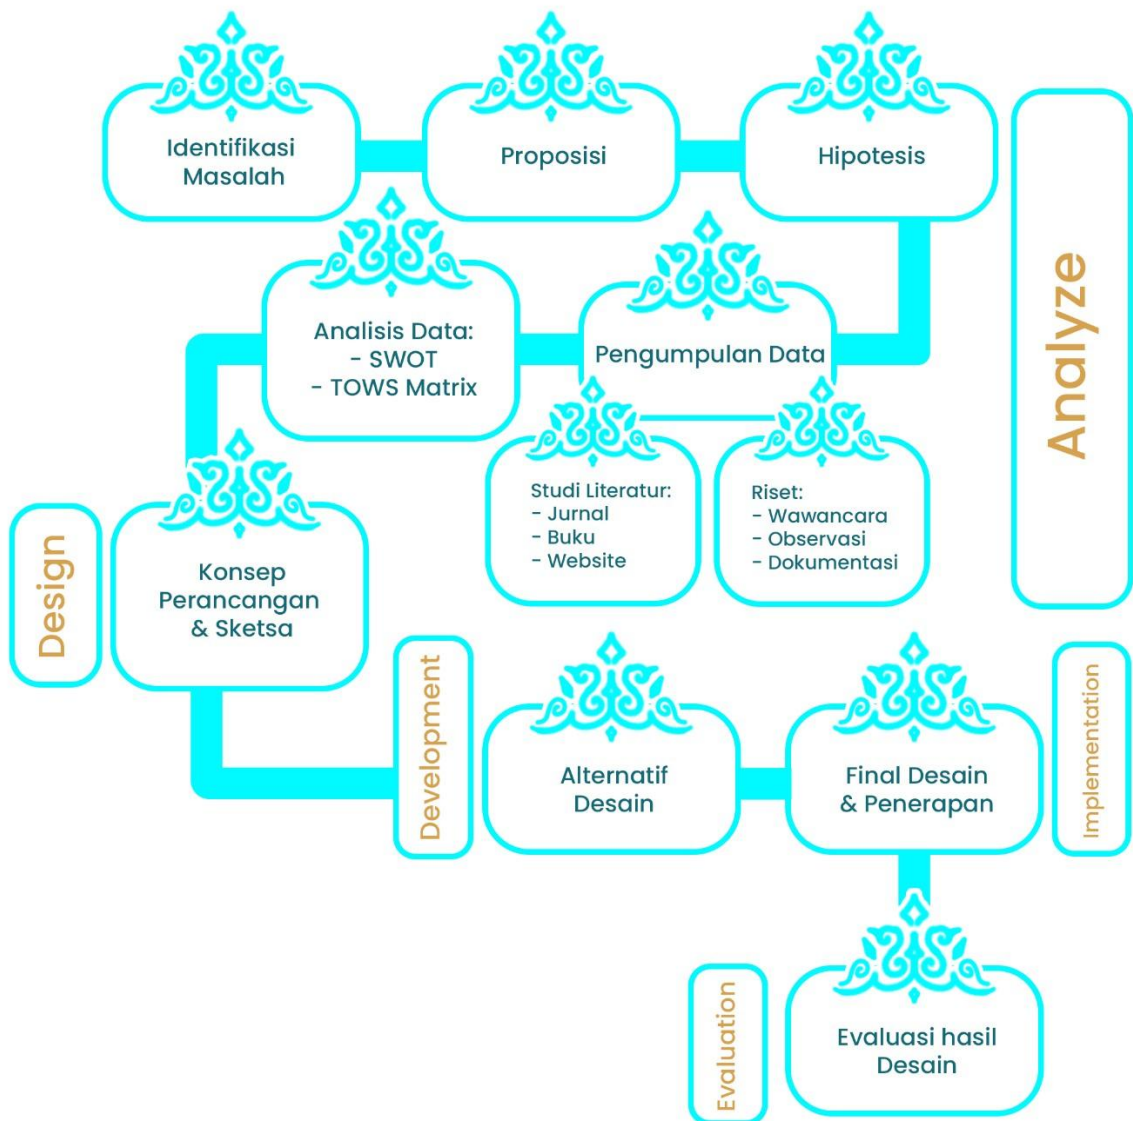 Identifikasi
Masalah
Proposisi
Hipotesis
Analyze
Analisis Data:
- SWOT
- TOWS Matrix
Pengumpulan Data
Studi Literatur:
- Jurnal
- Buku
- Website
Riset:
- Wawancara
- Observasi
- Dokumentasi
Design
Konsep
Perancangan
& Sketsa
Development
Alternatif
Desain
Final Desain
& Penerapan
Implementation
Evaluation
Evaluasi hasil
Desain